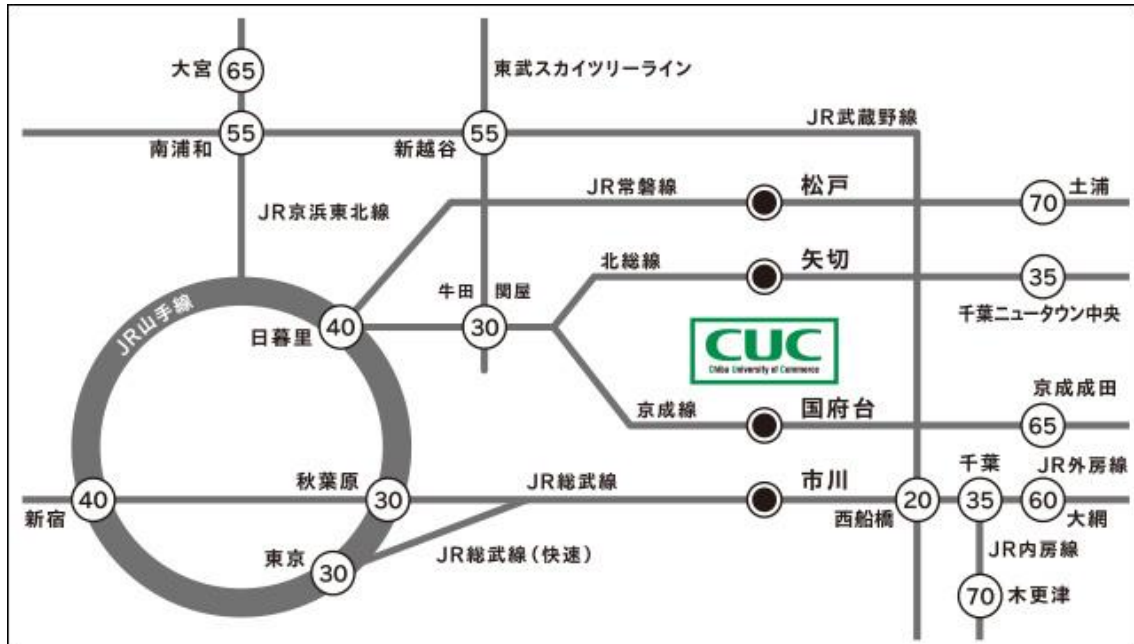 大宮 65
東武スカイツリーライン
JR武蔵野線
55
南浦和
55
新越谷
JR常磐線
松戸
70
土浦
JR京浜東北線
北総線
矢切
35
千葉ニュータウン中央
JR山手線
牛田 関屋
日暮里 40
30
CUC
Chiba University of Commerce
京成線
国府台
京成成田
65
秋葉原 30
JR総武線
市川
千葉
JR外房線
40
新宿
20
西船橋
35
60
大網
東京 30
JR総武線(快速)
JR内房線
70 木更津